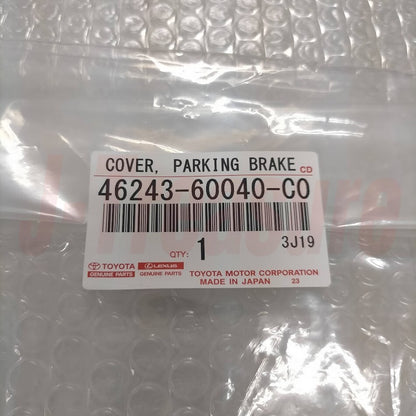 COVER, PARKING BRAKE CD
46243-60040-C0
QTY: 1 3J19
TOYOTA LEXUS TOYOTA MOTOR CORPORATION
GENUINE PARTS GENUINE PARTS MADE IN JAPAN 23